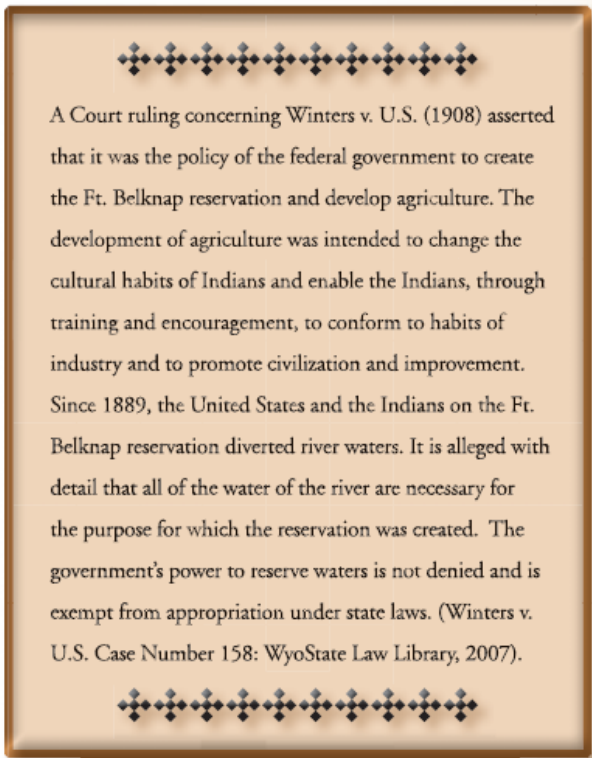 A Court ruling concerning Winters v. U.S. (1908) asserted
that it was the policy of the federal government to create
the Ft. Belknap reservation and develop agriculture. The
development of agriculture was intended to change the
cultural habits of Indians and enable the Indians, through
training and encouragement, to conform to habits of
industry and to promote civilization and improvement.
Since 1889, the United States and the Indians on the Ft.
Belknap reservation diverted river waters. It is alleged with
detail that all of the water of the river are necessary for
the purpose for which the reservation was created.  The
government's power to reserve waters is not denied and is
exempt from appropriation under state laws. (Winters v.
U.S. Case Number 158: WyoState Law Library, 2007).